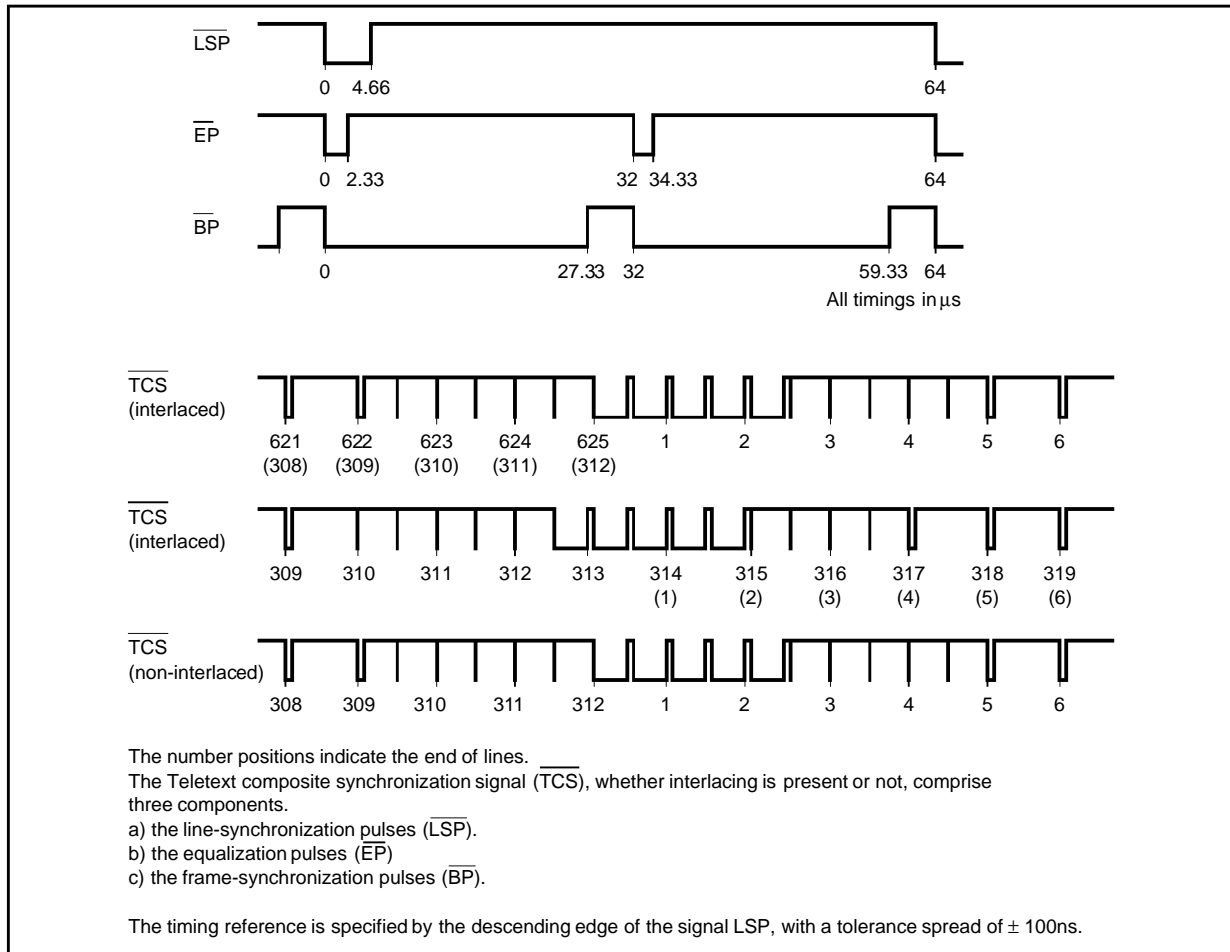 LSP
0 4.66 64
EP
0 2.33 32 34.33 64
BP
0 27.33 32 59.33 64
All timings in µs
TCS
(interlaced)
621 622 623 624 625 1 2 3 4 5 6
(308) (309) (310) (311) (312)
TCS
(interlaced)
309 310 311 312 313 314 315 316 317 318 319
(1) (2) (3) (4) (5) (6)
TCS
(non-interlaced)
308 309 310 311 312 1 2 3 4 5 6
The number positions indicate the end of lines.
The Teletext composite synchronization signal (TCS), whether interlacing is present or not, comprise
three components.
a) the line-synchronization pulses (LSP).
b) the equalization pulses (EP)
c) the frame-synchronization pulses (BP).
The timing reference is specified by the descending edge of the signal LSP, with a tolerance spread of ± 100ns.